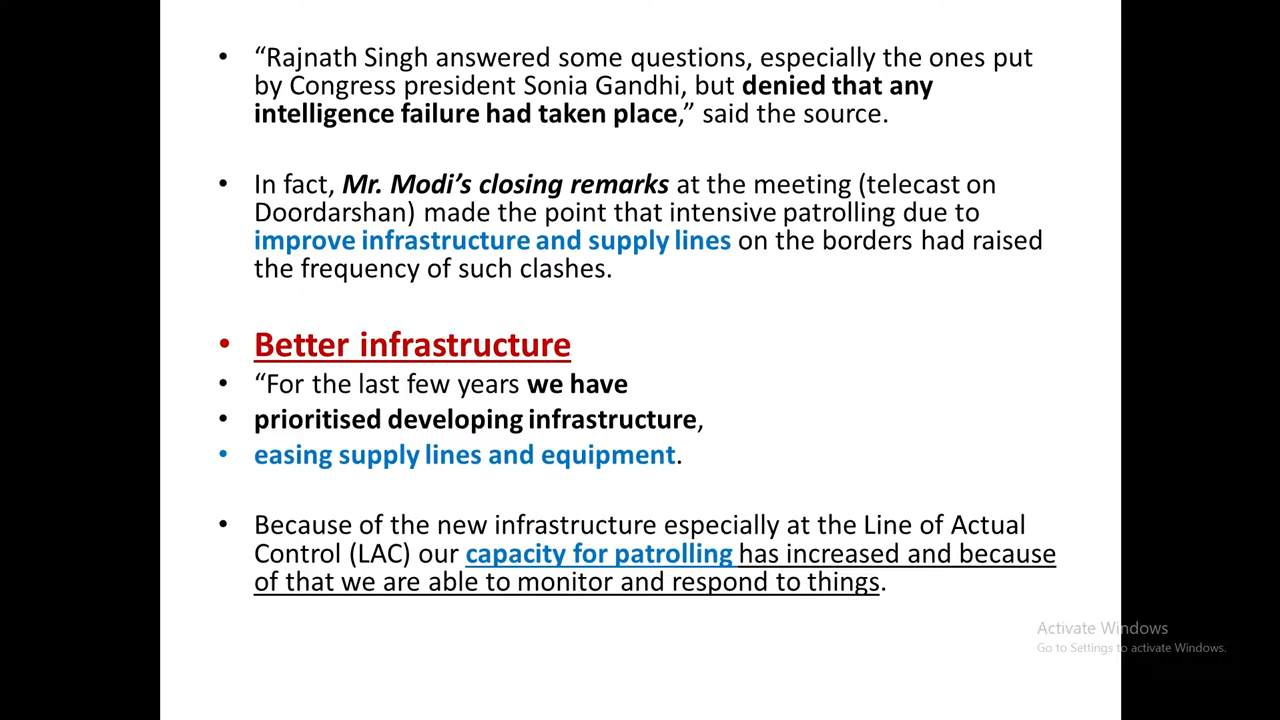 • “Rajnath Singh answered some questions, especially the ones put
by Congress president Sonia Gandhi, but denied that any
intelligence failure had taken place,” said the source.
• In fact, Mr. Modi’s closing remarks at the meeting (telecast on
Doordarshan) made the point that intensive patrolling due to
improve infrastructure and supply lines on the borders had raised
the frequency of such clashes.
• Better infrastructure
• “For the last few years we have
• prioritised developing infrastructure,
• easing supply lines and equipment.
• Because of the new infrastructure especially at the Line of Actual
Control (LAC) our capacity for patrolling has increased and because
of that we are able to monitor and respond to things.
Activate Windows
Go to Settings to activate Windows.